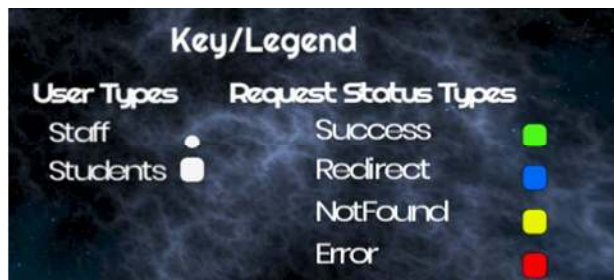 Key/Legend
User Types
Staff
Students
Request Status Types
Success
Redirect
NotFound
Error